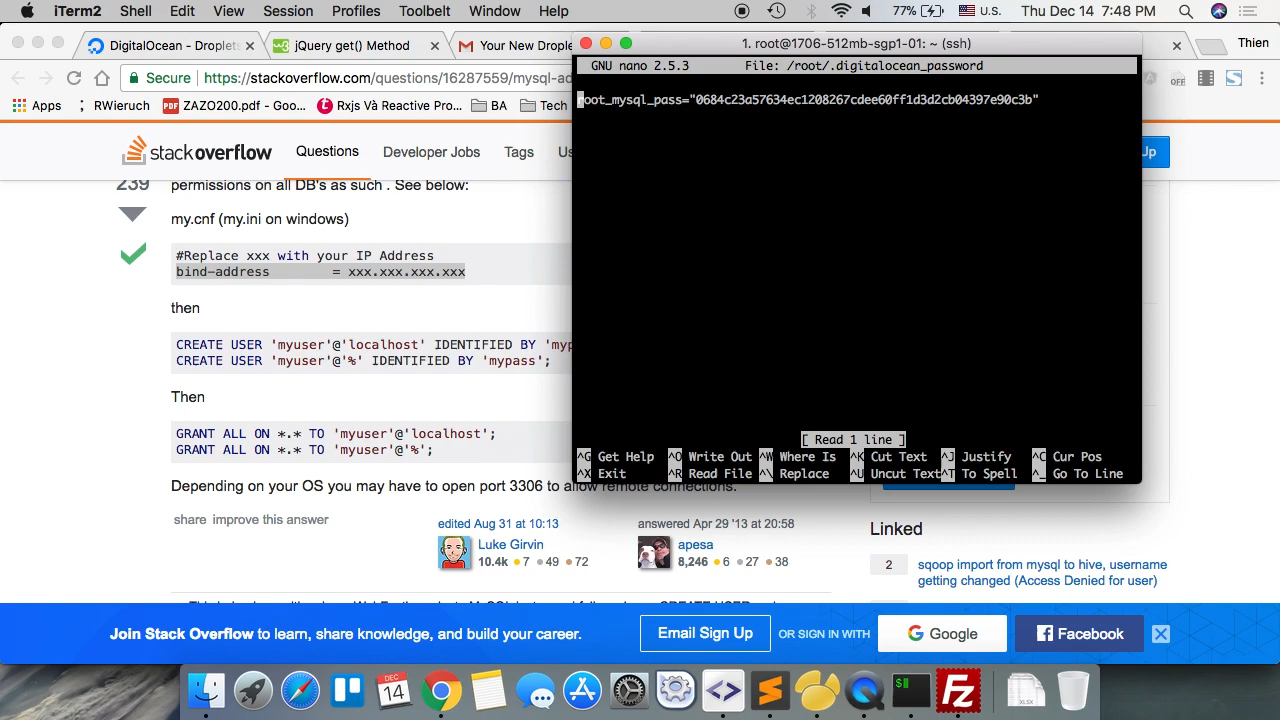 iTerm2 Shell Edit View Session Profiles Toolbelt Window Help 77% U.S. Thu Dec 14 7:48 PM
DigitalOcean - Droplets jQuery get() Method Your New Drople Thien
Secure https://stackoverflow.com/questions/16287559/mysql-ad
Apps RWieruch ZAZO200.pdf - Goo... Rxjs Và Reactive Pro... BA Tech
1. root@1706-512mb-sgp1-01: ~ (ssh)
GNU nano 2.5.3 File: /root/.digitalocean_password
root_mysql_pass="0684c23a57634ec1208267cdee60ff1d3d2cb04397e90c3b"
[ Read 1 line ]
^G Get Help ^O Write Out ^W Where Is ^K Cut Text ^J Justify ^C Cur Pos
^X Exit ^R Read File ^\ Replace ^U Uncut Text ^T To Spell ^_ Go To Line
stackoverflow Questions Developer Jobs Tags Us Up
239
permissions on all DB's as such . See below:
my.cnf (my.ini on windows)
#Replace xxx with your IP Address
bind-address = xxx.xxx.xxx.xxx
then
CREATE USER 'myuser'@'localhost' IDENTIFIED BY 'myp
CREATE USER 'myuser'@'%' IDENTIFIED BY 'mypass';
Then
GRANT ALL ON *.* TO 'myuser'@'localhost';
GRANT ALL ON *.* TO 'myuser'@'%';
Depending on your OS you may have to open port 3306 to allow remote connections.
share improve this answer
edited Aug 31 at 10:13
Luke Girvin
10.4k 7 49 72
answered Apr 29 '13 at 20:58
apesa
8,246 6 27 38
Linked
2 sqoop import from mysql to hive, username
getting changed (Access Denied for user)
Join Stack Overflow to learn, share knowledge, and build your career. Email Sign Up OR SIGN IN WITH Google Facebook
DEC
14
$
Fz
XLSX